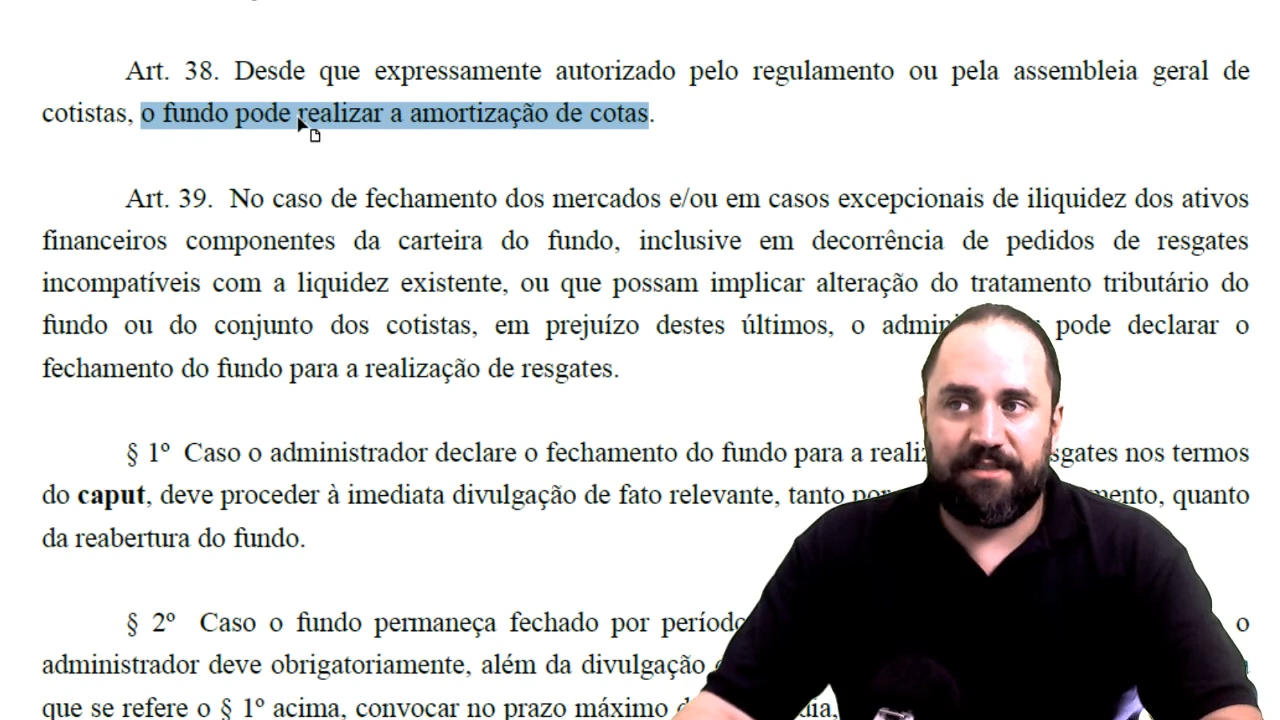 Art. 38. Desde que expressamente autorizado pelo regulamento ou pela assembleia geral de
cotistas, o fundo pode realizar a amortização de cotas.
Art. 39. No caso de fechamento dos mercados e/ou em casos excepcionais de iliquidez dos ativos
financeiros componentes da carteira do fundo, inclusive em decorrência de pedidos de resgates
incompatíveis com a liquidez existente, ou que possam implicar alteração do tratamento tributário do
fundo ou do conjunto dos cotistas, em prejuízo destes últimos, o pode declarar o
fechamento do fundo para a realização de resgates.
§ 1º Caso o administrador declare o fechamento do fundo para a nos termos
do caput, deve proceder à imediata divulgação de fato relevante, tanto quanto
da reabertura do fundo.
§ 2º Caso o fundo permaneça fechado por o
administrador deve obrigatoriamente, além da divulgação
que se refere o § 1º acima, convocar no prazo máximo